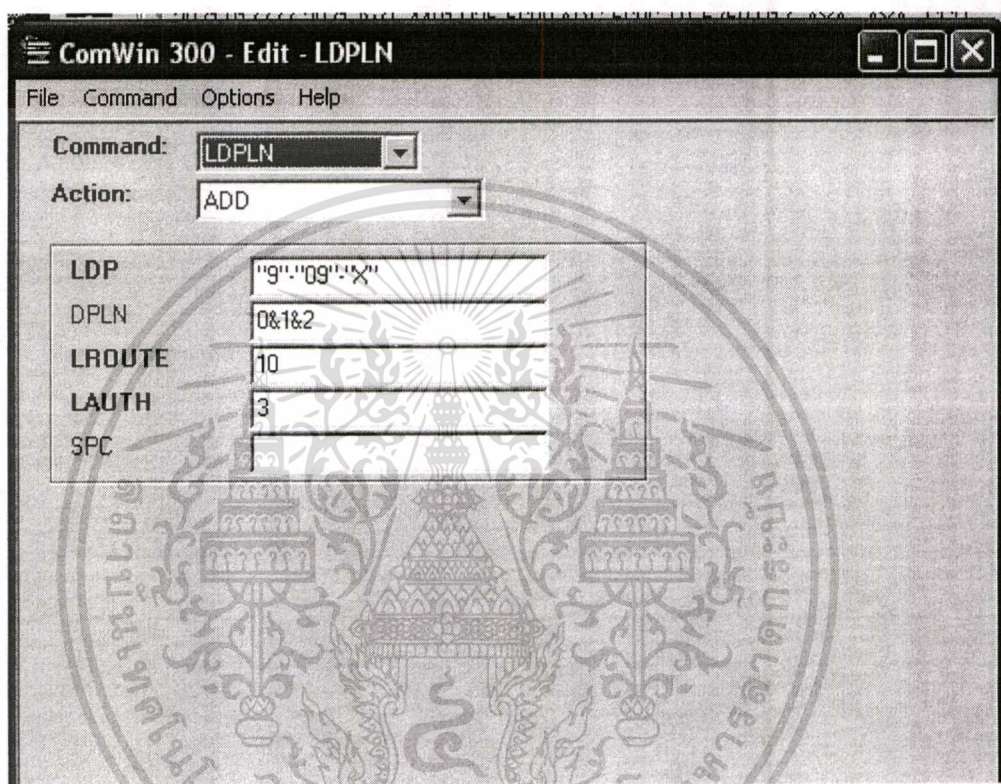 ComWin 300 - Edit - LDPLN
File Command Options Help
Command: LDPLN
Action: ADD
LDP "9"-"09"-"X"
DPLN 0&1&2
LROUTE 10
LAUTH 3
SPC